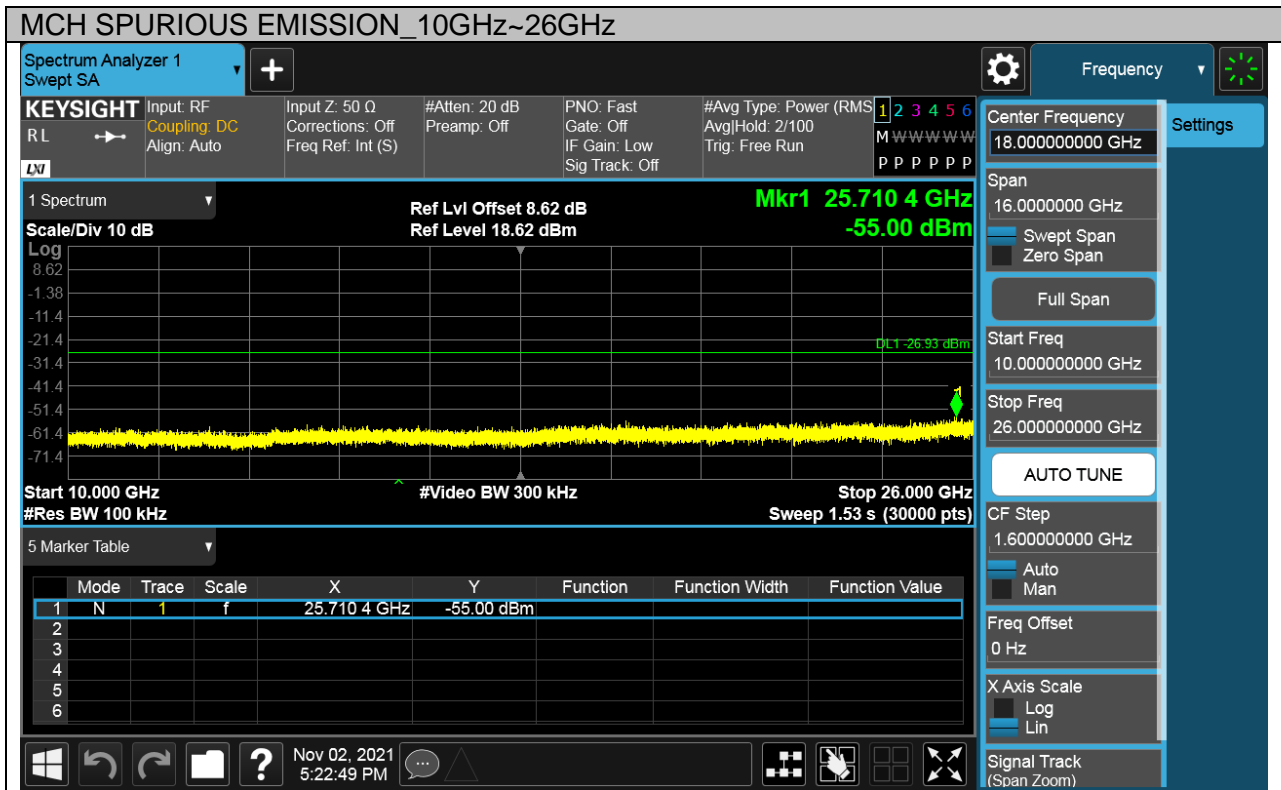 MCH SPURIOUS EMISSION_10GHz~26GHz
Spectrum Analyzer 1
Swept SA
Frequency
KEYSIGHT
RL
LXI
Input: RF
Coupling: DC
Align: Auto
Input Z: 50 Ω
Corrections: Off
Freq Ref: Int (S)
#Atten: 20 dB
Preamp: Off
PNO: Fast
Gate: Off
IF Gain: Low
Sig Track: Off
#Avg Type: Power (RMS
Avg|Hold: 2/100
Trig: Free Run
1 2 3 4 5 6
M W W W W W
P P P P P P
1 Spectrum
Scale/Div 10 dB
Ref Lvl Offset 8.62 dB
Ref Level 18.62 dBm
Mkr1 25.710 4 GHz
-55.00 dBm
Log
8.62
-1.38
-11.4
-21.4
-31.4
-41.4
-51.4
-61.4
-71.4
DL1 -26.93 dBm
1
Start 10.000 GHz
#Video BW 300 kHz
Stop 26.000 GHz
#Res BW 100 kHz
Sweep 1.53 s (30000 pts)
5 Marker Table
Mode Trace Scale X Y Function Function Width Function Value
1 N 1 f 25.710 4 GHz -55.00 dBm
2
3
4
5
6
Nov 02, 2021
5:22:49 PM
Center Frequency
18.000000000 GHz
Settings
Span
16.0000000 GHz
Swept Span
Zero Span
Full Span
Start Freq
10.000000000 GHz
Stop Freq
26.000000000 GHz
AUTO TUNE
CF Step
1.600000000 GHz
Auto
Man
Freq Offset
0 Hz
X Axis Scale
Log
Lin
Signal Track
(Span Zoom)